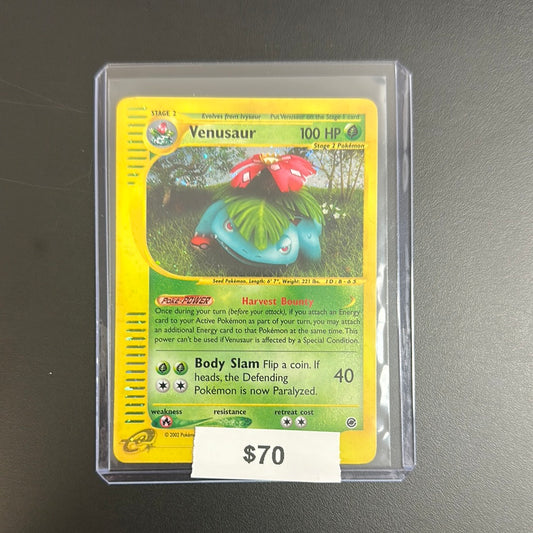 STAGE 2
Evolves from Ivysaur Put Venusaur on the Stage 1 card
Venusaur 100 HP
Stage 2 Pokémon
Seed Pokémon. Length: 6' 7", Weight: 221 lbs. ID: B-65
Poké-POWER Harvest Bounty
Once during your turn (before your attack), if you attach an Energy
card to your Active Pokémon as part of your turn, you may attach
an additional Energy card to that Pokémon at the same time. This
power can't be used if Venusaur is affected by a Special Condition.
Body Slam Flip a coin. If
heads, the Defending 40
Pokémon is now Paralyzed.
weakness resistance retreat cost
e
© 2002 Pokémon
$70